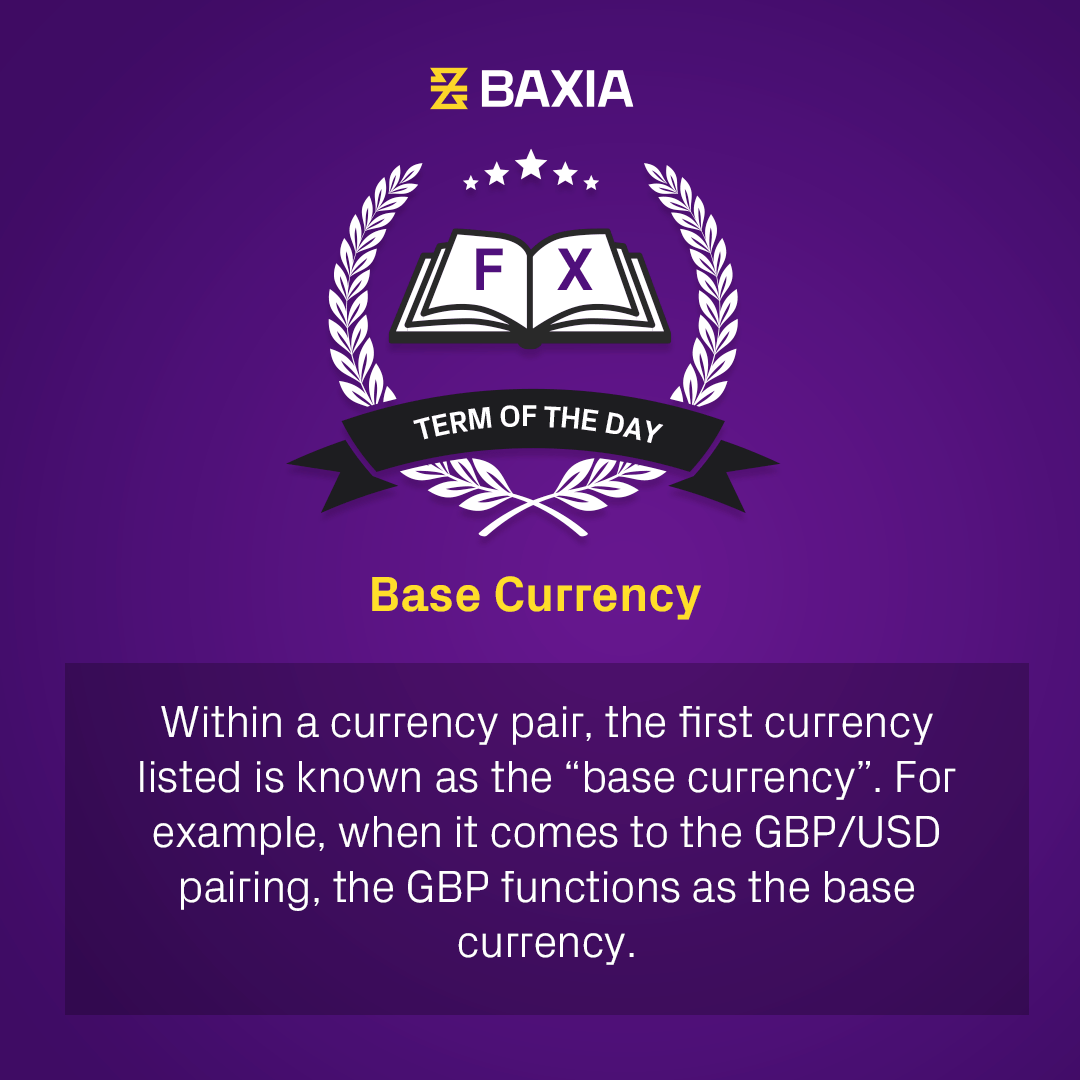 BAXIA
F X
TERM OF THE DAY
Base Currency
Within a currency pair, the first currency
listed is known as the “base currency”. For
example, when it comes to the GBP/USD
pairing, the GBP functions as the base
currency.